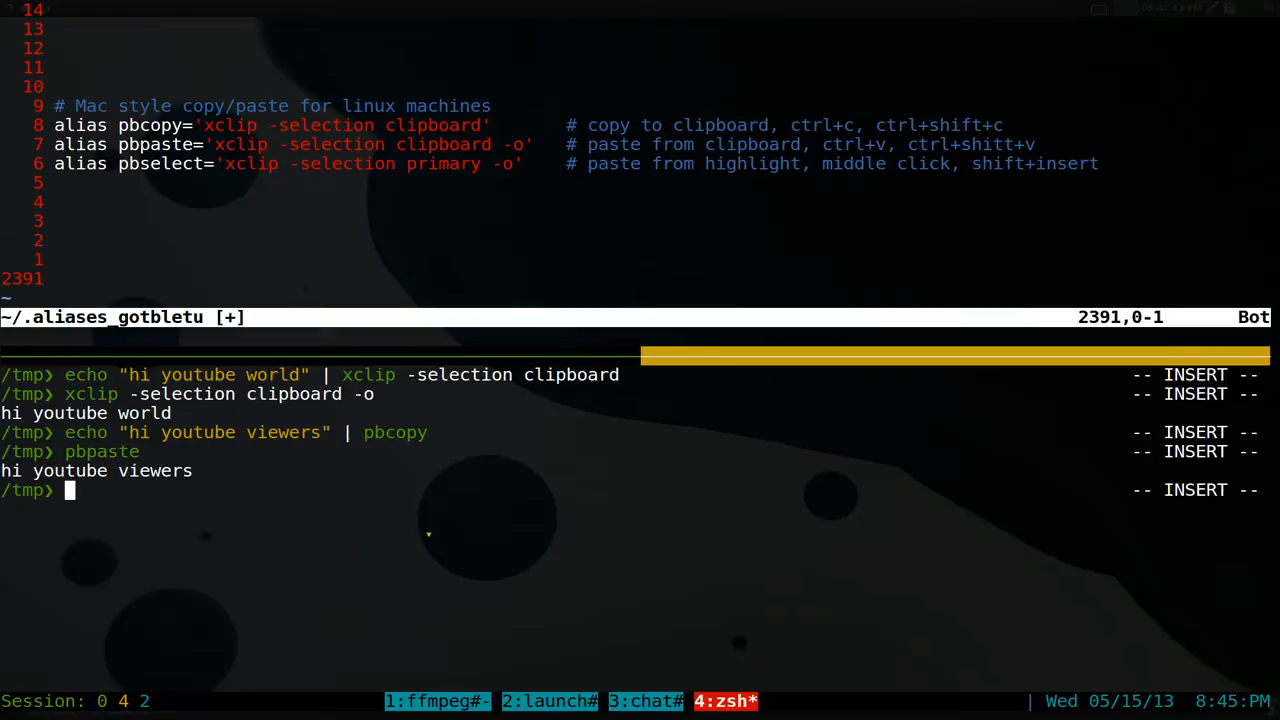 14
13
12
11
10
9 # Mac style copy/paste for linux machines
8 alias pbcopy='xclip -selection clipboard' # copy to clipboard, ctrl+c, ctrl+shift+c
7 alias pbpaste='xclip -selection clipboard -o' # paste from clipboard, ctrl+v, ctrl+shitt+v
6 alias pbselect='xclip -selection primary -o' # paste from highlight, middle click, shift+insert
5
4
3
2
1
2391
~
~/.aliases_gotbletu [+] 2391,0-1 Bot
/tmp❯ echo "hi youtube world" | xclip -selection clipboard -- INSERT --
/tmp❯ xclip -selection clipboard -o -- INSERT --
hi youtube world
/tmp❯ echo "hi youtube viewers" | pbcopy -- INSERT --
/tmp❯ pbpaste -- INSERT --
hi youtube viewers
/tmp❯ -- INSERT --
Session: 0 4 2 1:ffmpeg#- 2:launch# 3:chat# 4:zsh* | Wed 05/15/13 8:45:PM